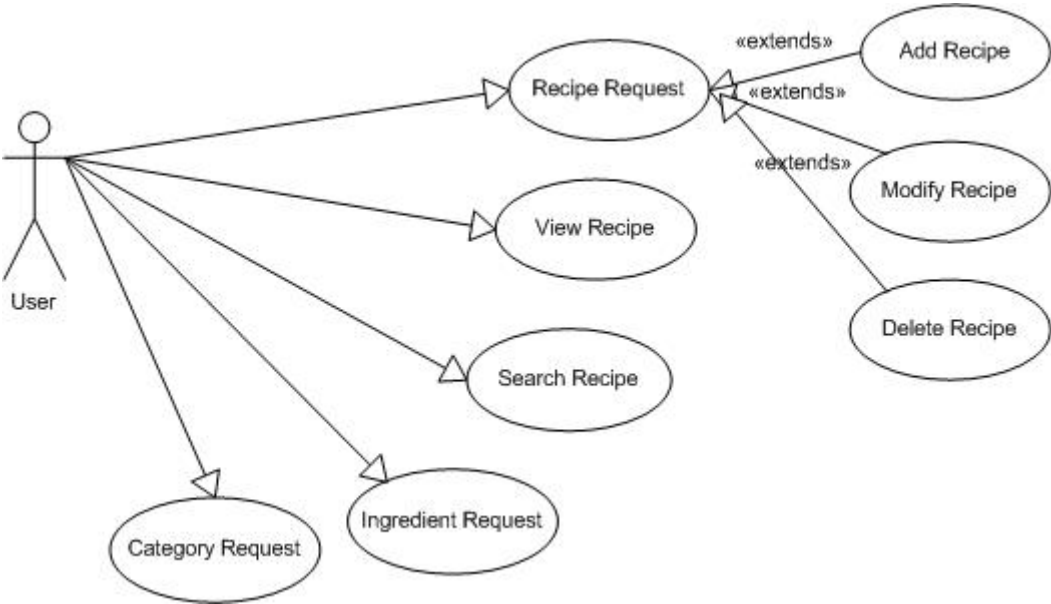 «extends»
Add Recipe
Recipe Request
«extends»
«extends»
Modify Recipe
View Recipe
User
Delete Recipe
Search Recipe
Ingredient Request
Category Request